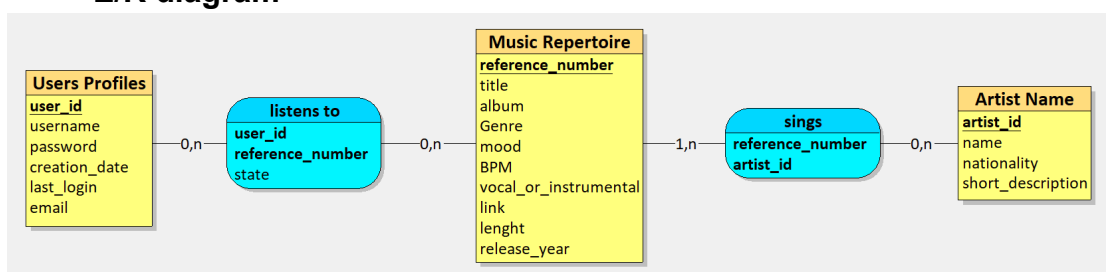 Users Profiles
user_id
username
password
creation_date
last_login
email
0,n
listens to
user_id
reference_number
state
0,n
Music Repertoire
reference_number
title
album
Genre
mood
BPM
vocal_or_instrumental
link
lenght
release_year
1,n
sings
reference_number
artist_id
0,n
Artist Name
artist_id
name
nationality
short_description